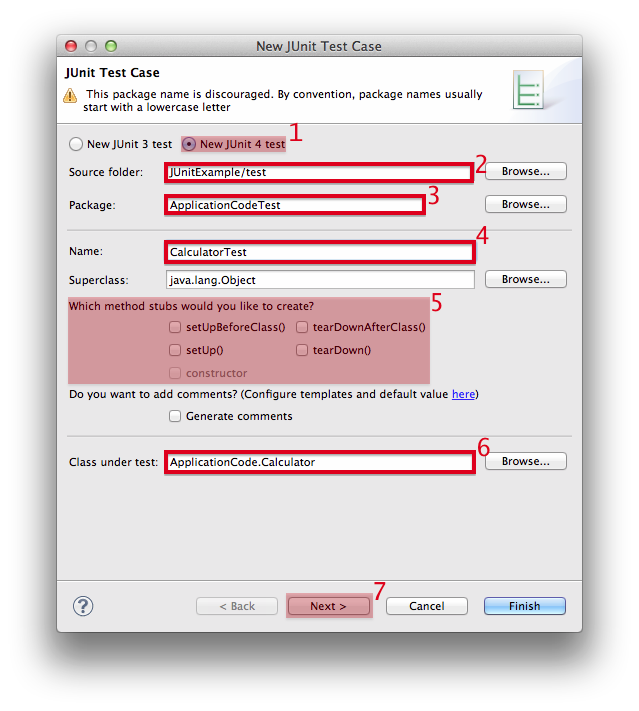 New JUnit Test Case
JUnit Test Case
This package name is discouraged. By convention, package names usually
start with a lowercase letter
New JUnit 3 test New JUnit 4 test 1
Source folder: JUnitExample/test 2 Browse...
Package: ApplicationCodeTest 3 Browse...
Name: CalculatorTest 4
Superclass: java.lang.Object Browse...
Which method stubs would you like to create? 5
setUpBeforeClass() tearDownAfterClass()
setUp() tearDown()
constructor
Do you want to add comments? (Configure templates and default value here)
Generate comments
Class under test: ApplicationCode.Calculator 6 Browse...
? < Back Next > 7 Cancel Finish